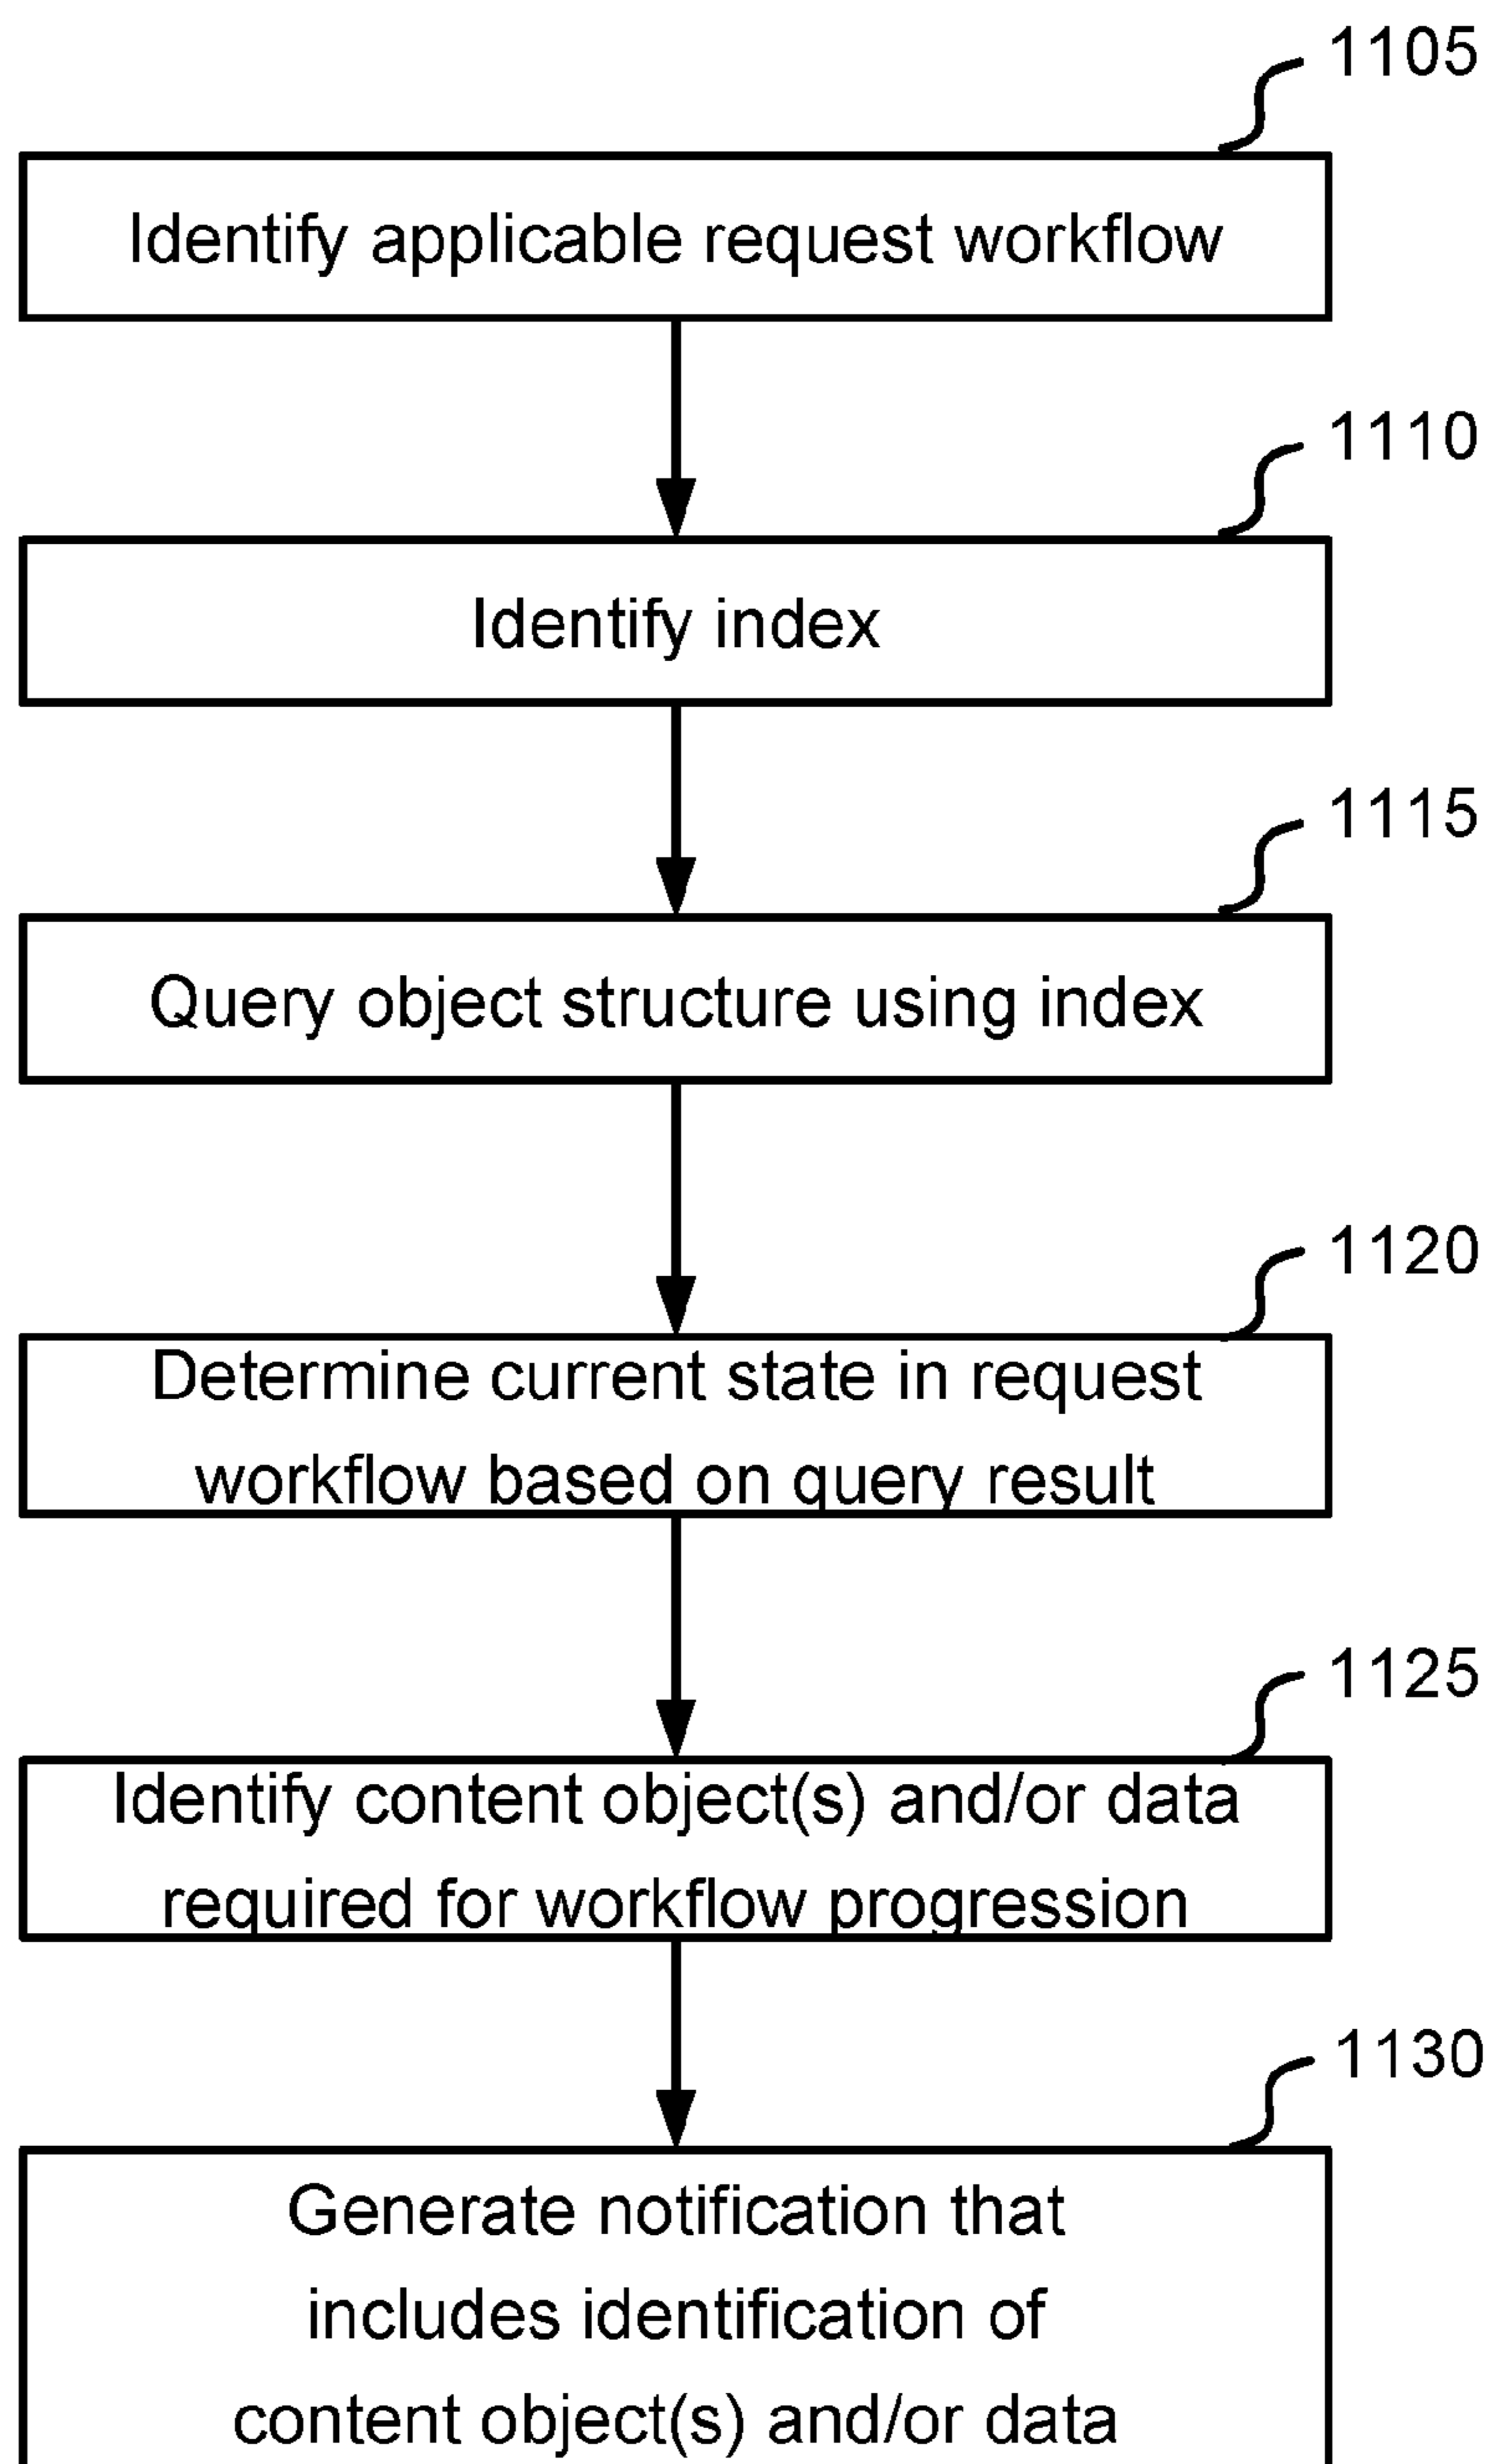 1105
Identify applicable request workflow
1110
Identify index
1115
Query object structure using index
1120
Determine current state in request
workflow based on query result
1125
Identify content object(s) and/or data
required for workflow progression
1130
Generate notification that
includes identification of
content object(s) and/or data